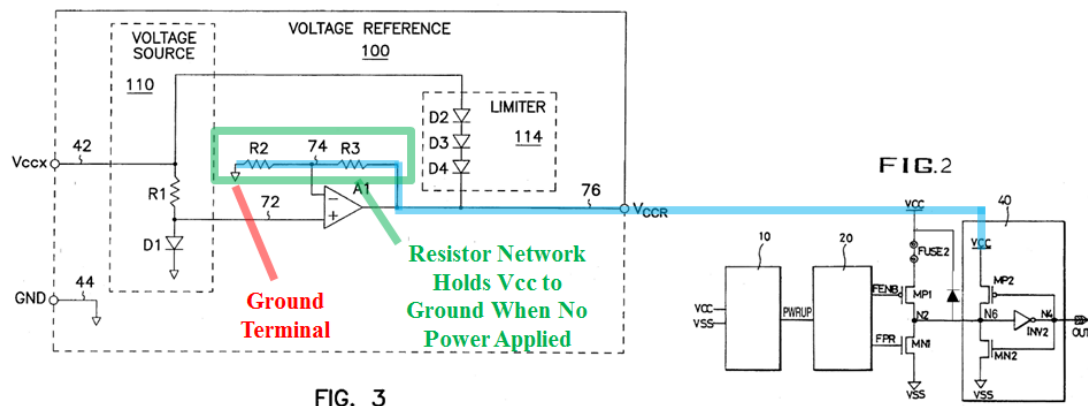 VOLTAGE
SOURCE
110
VOLTAGE REFERENCE
100
LIMITER
114
D2
D3
D4
42
Vccx
R1
R2
74
R3
A1
72
76
VCCR
D1
44
GND
Ground
Terminal
Resistor Network
Holds Vcc to
Ground When No
Power Applied
FIG. 3
FIG.2
VCC
40
10
20
FUSE2
VCC
FENB
MP1
MP2
VCC
VSS
PWRUP
N2
N6
N4
INV2
OUT
FPR
MN1
MN2
VSS
VSS